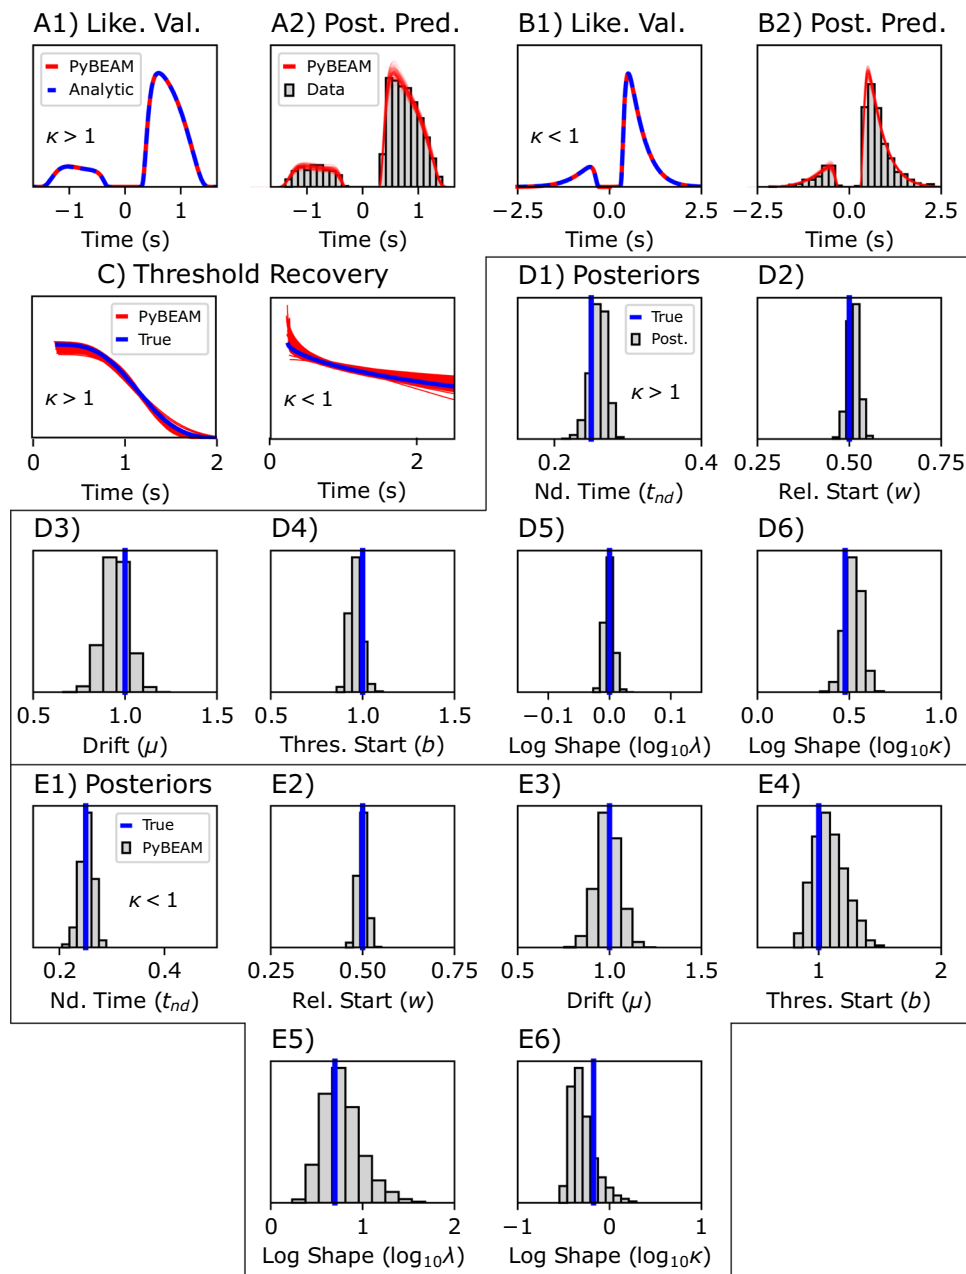 A1) Like. Val.
A2) Post. Pred.
B1) Like. Val.
B2) Post. Pred.
PyBEAM
Analytic
κ > 1
PyBEAM
Data
κ < 1
−1 0 1
−1 0 1
−2.5 0.0 2.5
−2.5 0.0 2.5
Time (s)
Time (s)
Time (s)
Time (s)
C) Threshold Recovery
D1) Posteriors
D2)
PyBEAM
True
κ > 1
κ < 1
True
Post.
κ > 1
0 1 2
0 2
0.2 0.4
0.25 0.50 0.75
Time (s)
Time (s)
Nd. Time (t_nd)
Rel. Start (w)
D3)
D4)
D5)
D6)
0.5 1.0 1.5
0.5 1.0 1.5
−0.1 0.0 0.1
0.0 0.5 1.0
Drift (μ)
Thres. Start (b)
Log Shape (log₁₀λ)
Log Shape (log₁₀κ)
E1) Posteriors
E2)
E3)
E4)
True
PyBEAM
κ < 1
0.2 0.4
0.25 0.50 0.75
0.5 1.0 1.5
1 2
Nd. Time (t_nd)
Rel. Start (w)
Drift (μ)
Thres. Start (b)
E5)
E6)
0 1 2
−1 0 1
Log Shape (log₁₀λ)
Log Shape (log₁₀κ)